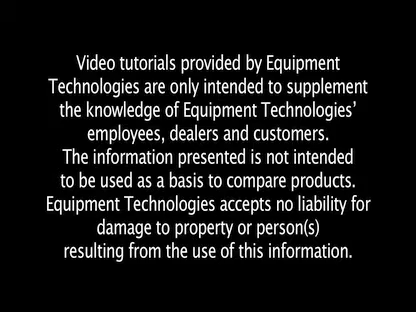 Video tutorials provided by Equipment
Technologies are only intended to supplement
the knowledge of Equipment Technologies'
employees, dealers and customers.
The information presented is not intended
to be used as a basis to compare products.
Equipment Technologies accepts no liability for
damage to property or person(s)
resulting from the use of this information.